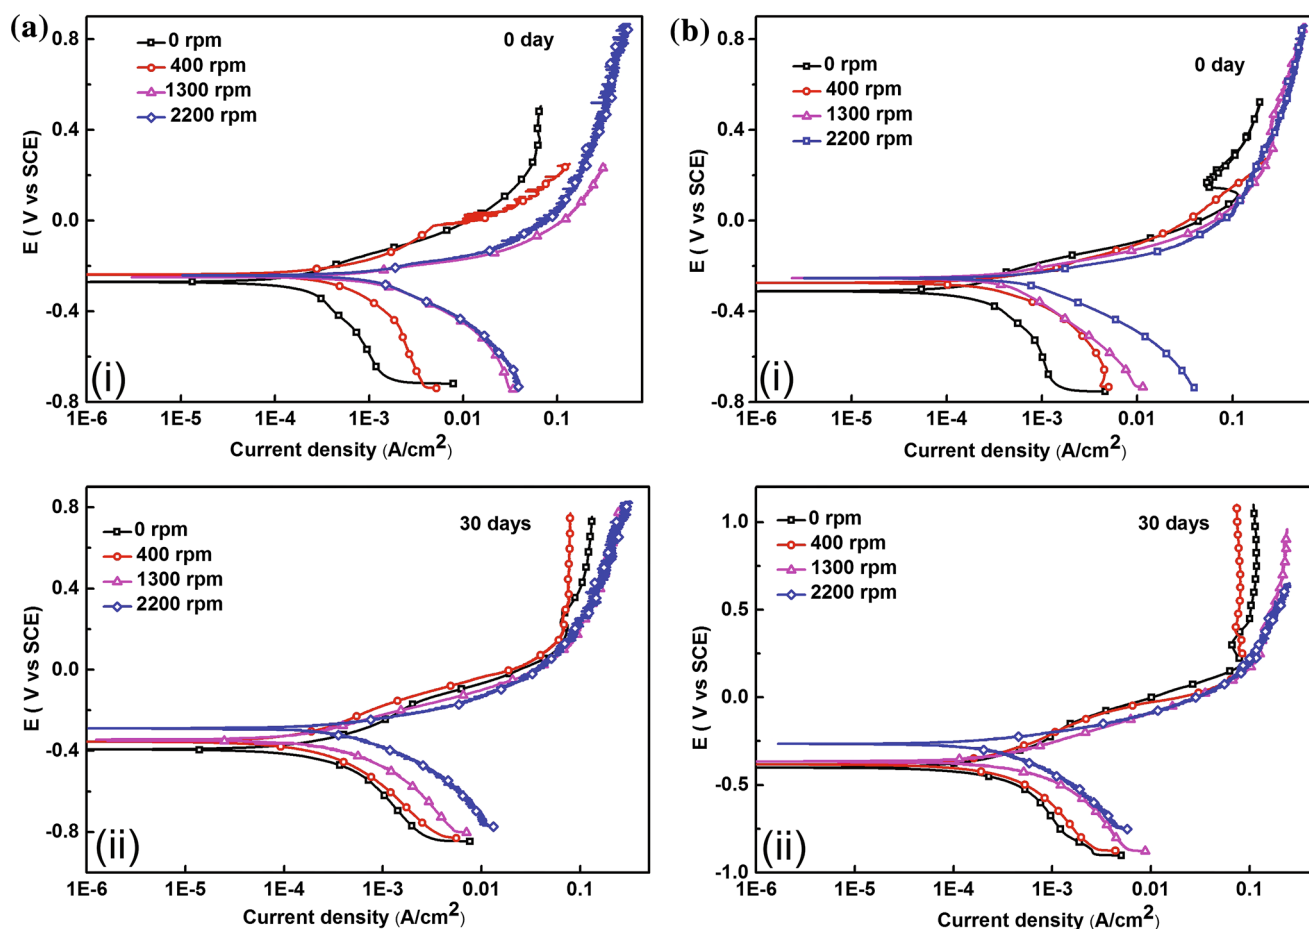 (a)
0 rpm
400 rpm
1300 rpm
2200 rpm
0 day
(i)
E ( V vs SCE)
0.8
0.4
0.0
-0.4
-0.8
1E-6 1E-5 1E-4 1E-3 0.01 0.1
Current density (A/cm²)
(b)
0 rpm
400 rpm
1300 rpm
2200 rpm
0 day
(i)
E ( V vs SCE)
0.8
0.4
0.0
-0.4
-0.8
1E-6 1E-5 1E-4 1E-3 0.01 0.1
Current density (A/cm²)
0 rpm
400 rpm
1300 rpm
2200 rpm
30 days
(ii)
E ( V vs SCE)
0.8
0.4
0.0
-0.4
-0.8
1E-6 1E-5 1E-4 1E-3 0.01 0.1
Current density (A/cm²)
0 rpm
400 rpm
1300 rpm
2200 rpm
30 days
(ii)
E ( V vs SCE)
1.0
0.5
0.0
-0.5
-1.0
1E-6 1E-5 1E-4 1E-3 0.01 0.1
Current density (A/cm²)